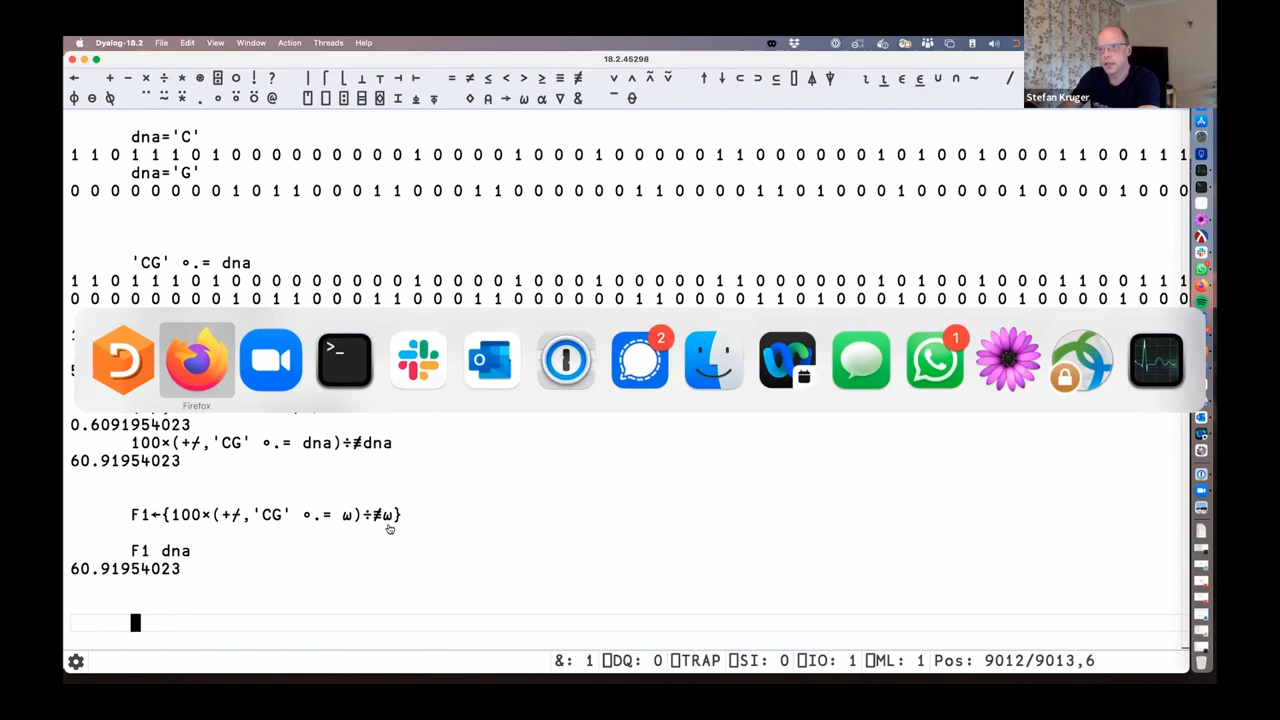 Dyalog-18.2 File Edit View Window Action Threads Help
18.2.45298
← + - × ÷ * ⍟ ⌹ ○ ! ? | ⌈ ⌊ ⊥ ⊤ ⊣ ⊢ = ≠ ≤ < > ≥ ≡ ≢ ∨ ∧ ⍱ ⍲ ↑ ↓ ⊂ ⊃ ⊆ ⌷ ⍋ ⍒ ⍳ ⍸ ∊ ⍷ ∪ ∩ ~ /
Stefan Kruger
dna='C'
1 1 0 1 1 1 0 1 0 0 0 0 0 0 0 0 0 1 0 0 0 0 1 0 0 0 1 0 0 0 0 0 1 1 0 0 0 0 0 0 1 0 1 0 0 0 1 1 0 0 1 1 1
dna='G'
0 0 0 0 0 0 0 0 1 0 1 1 0 0 0 1 1 0 0 0 1 1 0 0 0 0 0 0 0 1 1 0 0 0 0 1 1 0 0 1 0 0 0 1 0 0 0 0 0 1 0 0 0
'CG' ∘.= dna
1 1 0 1 1 1 0 1 0 0 0 0 0 0 0 0 0 1 0 0 0 0 1 0 0 0 1 0 0 0 0 0 1 1 0 0 0 0 0 0 1 0 1 0 0 0 1 1 0 0 1 1 1
0 0 0 0 0 0 0 0 1 0 1 1 0 0 0 1 1 0 0 0 1 1 0 0 0 0 0 0 0 1 1 0 0 0 0 1 1 0 0 1 0 0 0 1 0 0 0 0 0 1 0 0 0
2
1
Firefox
0.6091954023
100×(+⌿,'CG' ∘.= dna)÷≢dna
60.91954023
F1←{100×(+⌿,'CG' ∘.= ⍵)÷≢⍵}
F1 dna
60.91954023
&: 1 ⎕DQ: 0 ⎕TRAP ⎕SI: 0 ⎕IO: 1 ⎕ML: 1 Pos: 9012/9013,6